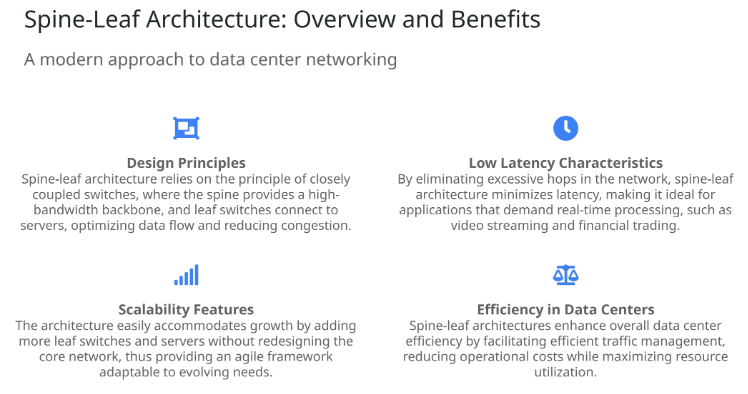 Spine-Leaf Architecture: Overview and Benefits
A modern approach to data center networking
Design Principles
Spine-leaf architecture relies on the principle of closely
coupled switches, where the spine provides a high-
bandwidth backbone, and leaf switches connect to
servers, optimizing data flow and reducing congestion.
Low Latency Characteristics
By eliminating excessive hops in the network, spine-leaf
architecture minimizes latency, making it ideal for
applications that demand real-time processing, such as
video streaming and financial trading.
Scalability Features
The architecture easily accommodates growth by adding
more leaf switches and servers without redesigning the
core network, thus providing an agile framework
adaptable to evolving needs.
Efficiency in Data Centers
Spine-leaf architectures enhance overall data center
efficiency by facilitating efficient traffic management,
reducing operational costs while maximizing resource
utilization.